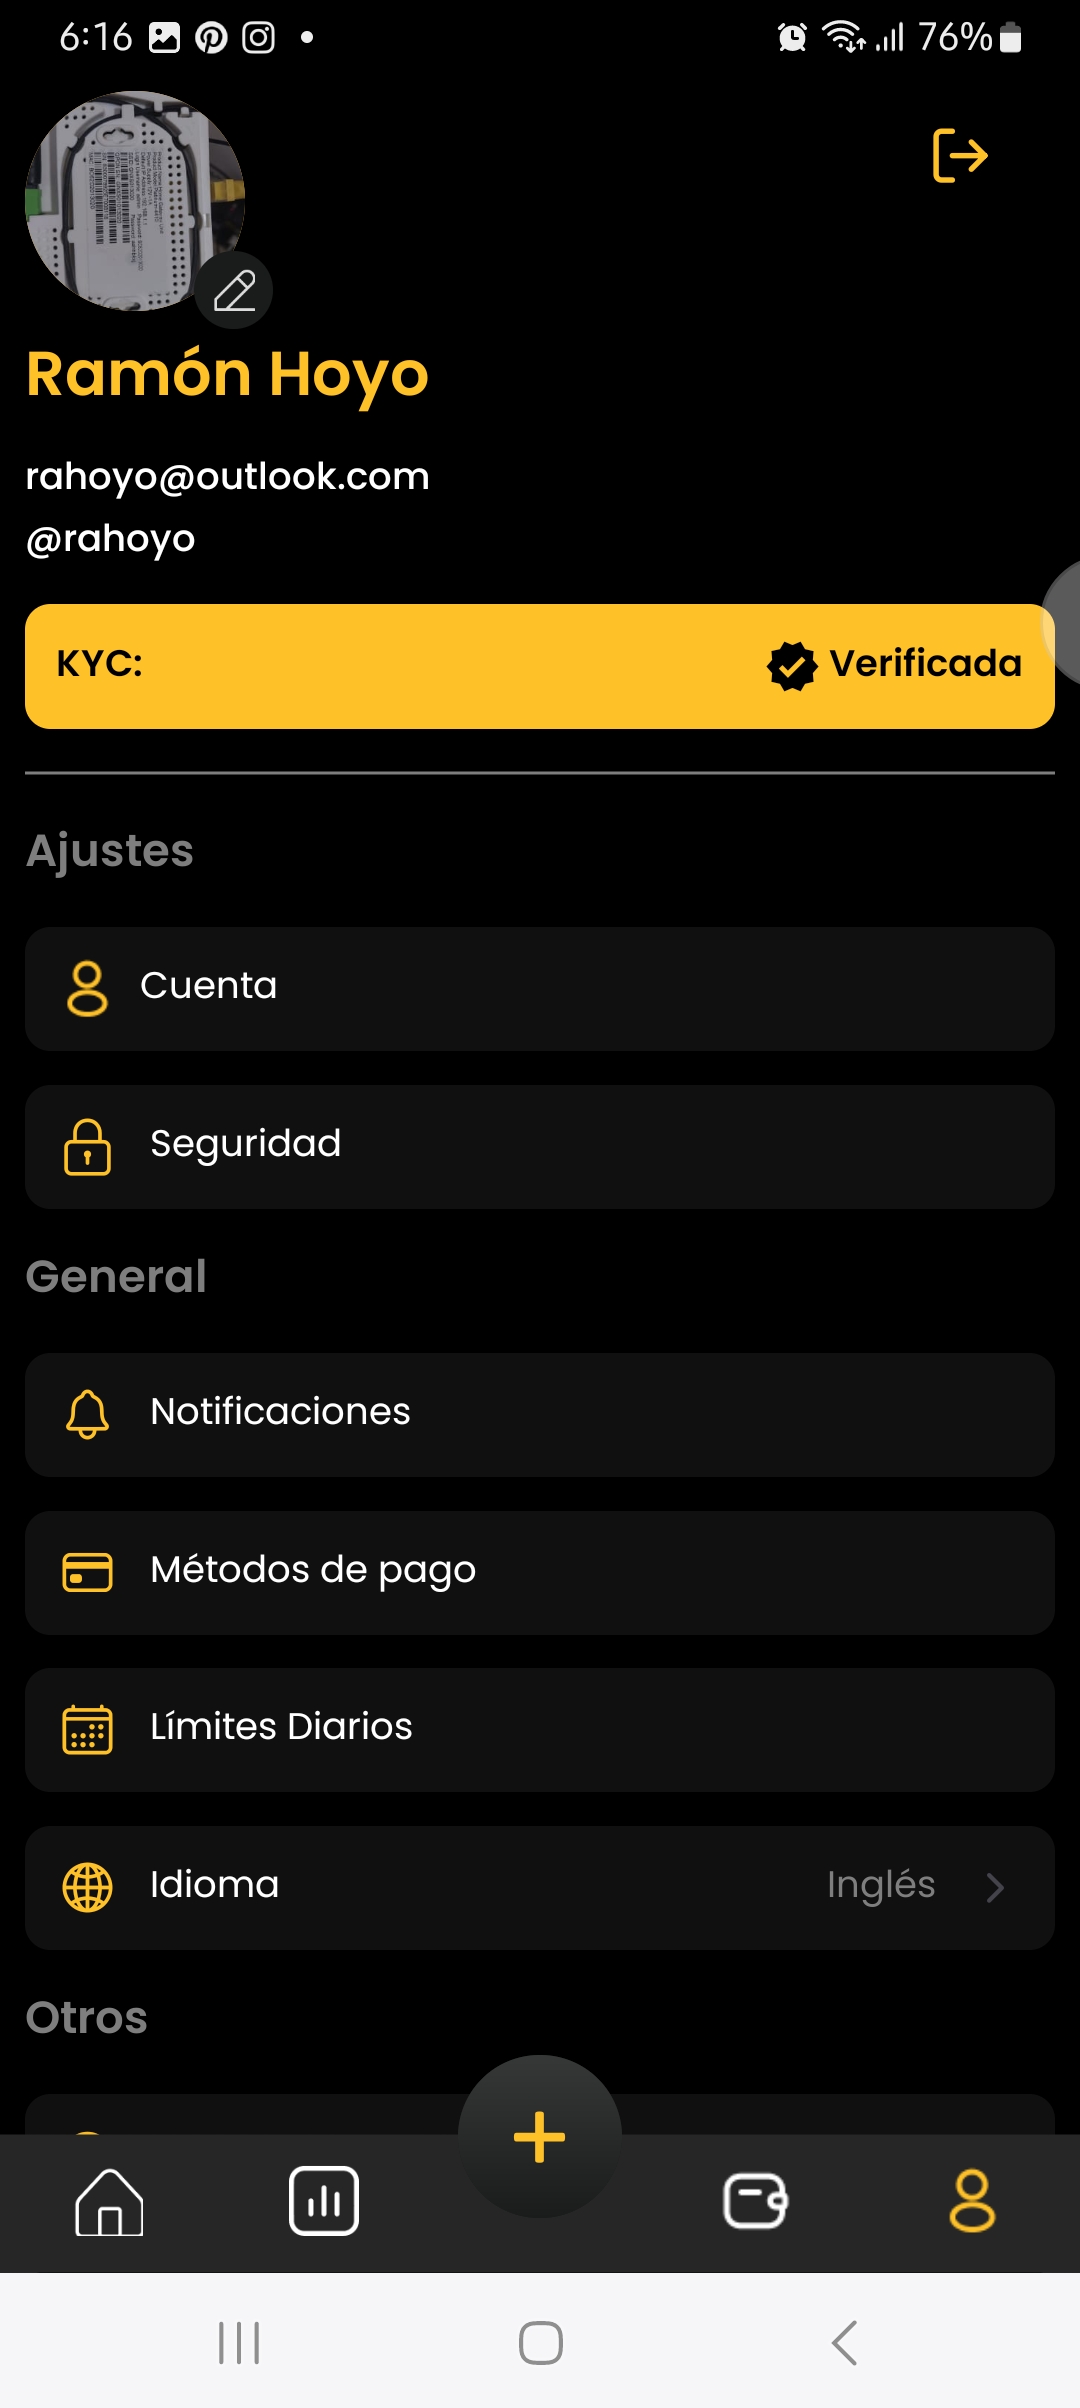 6:16
76%
Ramón Hoyo
rahoyo@outlook.com
@rahoyo
KYC:
Verificada
Ajustes
Cuenta
Seguridad
General
Notificaciones
Métodos de pago
Límites Diarios
Idioma
Inglés
Otros